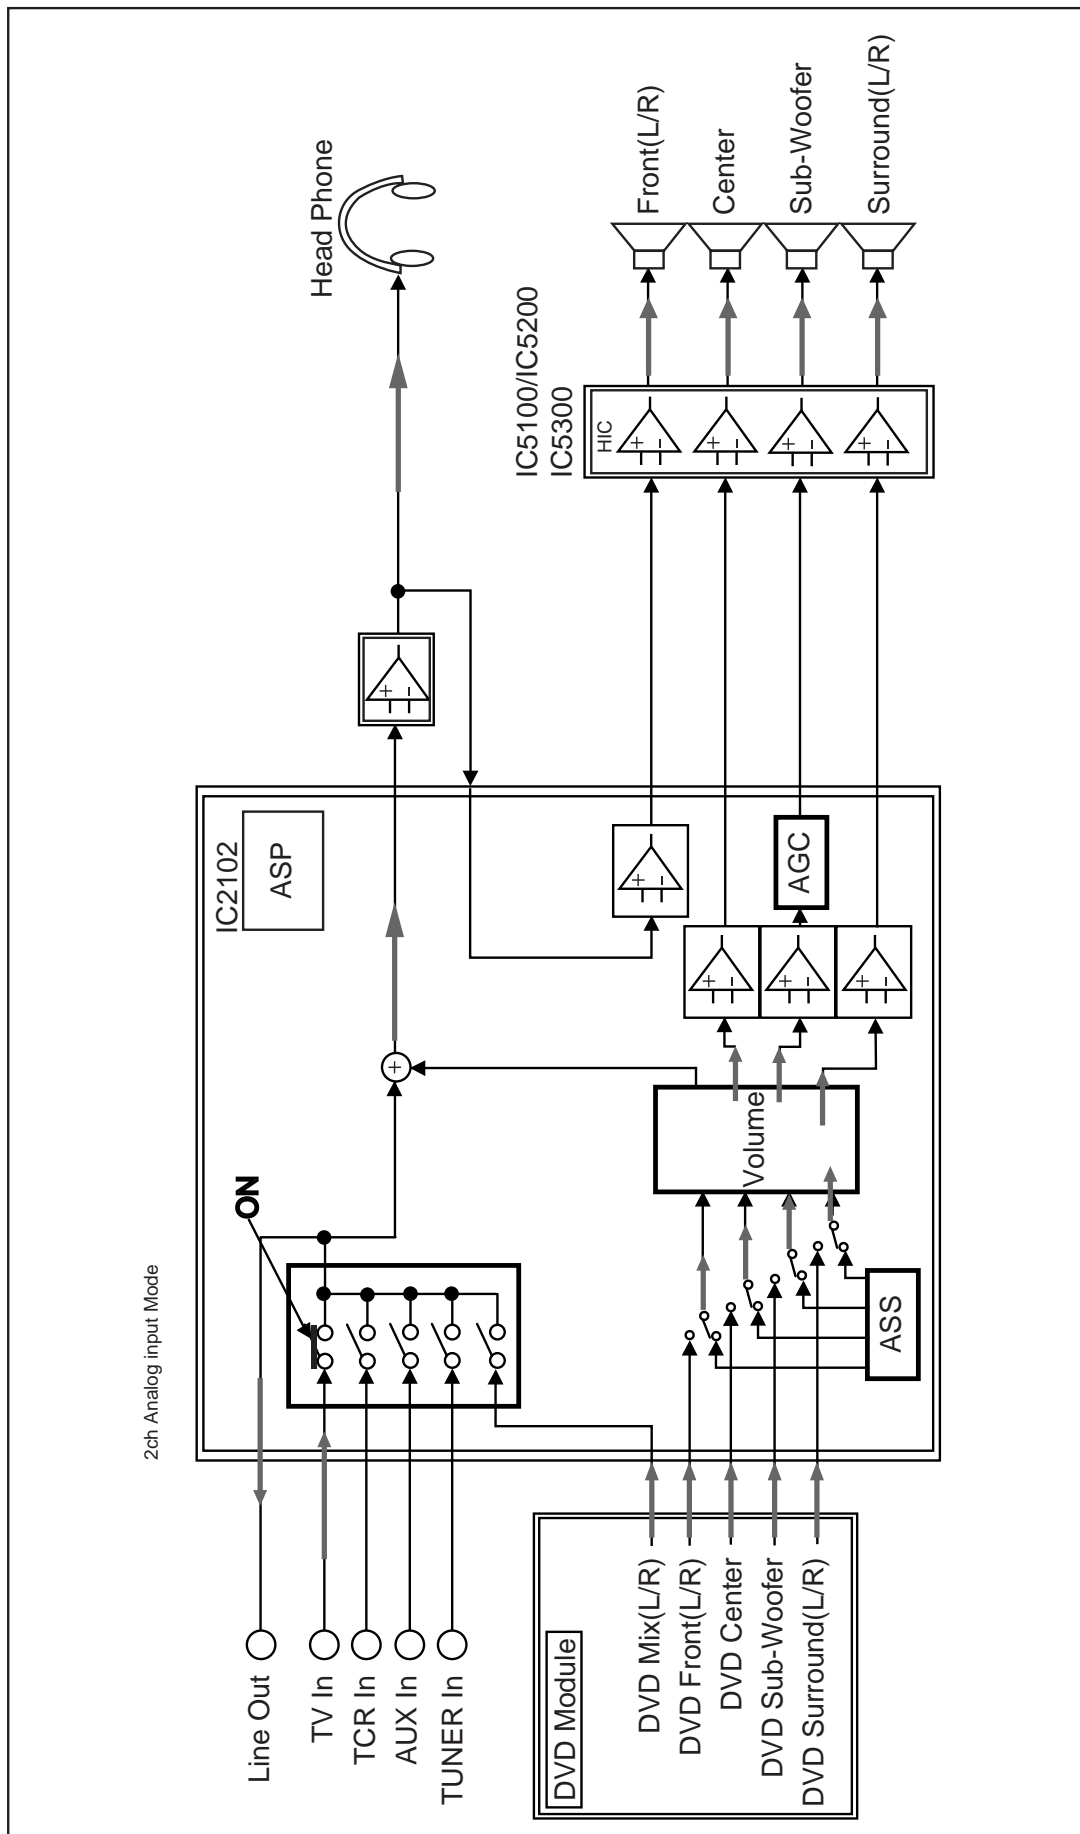 2ch Analog input Mode
Line Out
TV In
TCR In
AUX In
TUNER In
ON
IC2102
ASP
+
+
-
Head Phone
DVD Module
DVD Mix(L/R)
DVD Front(L/R)
DVD Center
DVD Sub-Woofer
DVD Surround(L/R)
ASS
Volume
+
-
+
-
+
-
+
-
AGC
IC5100/IC5200
IC5300
HIC
+
-
+
-
+
-
+
-
Front(L/R)
Center
Sub-Woofer
Surround(L/R)